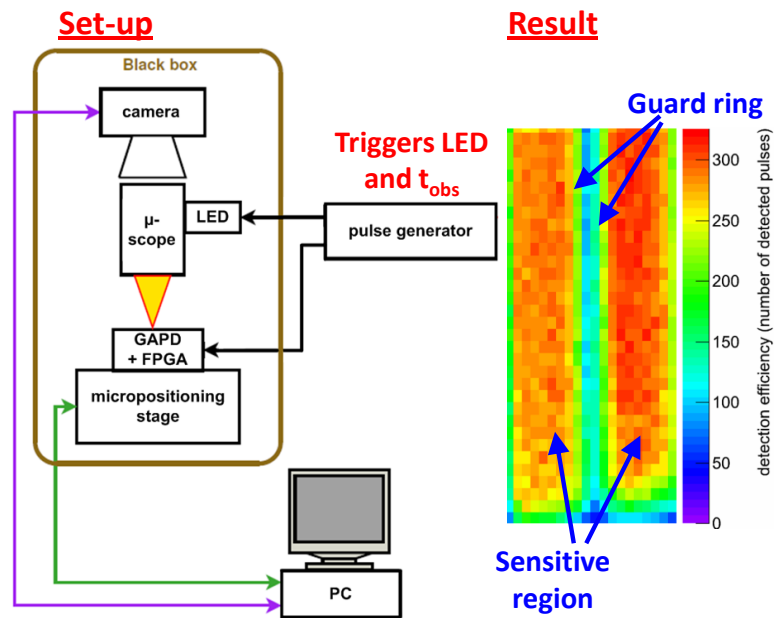 Set-up
Result
Black box
camera
μ-
scope
LED
Triggers LED
and t_obs
pulse generator
GAPD
+ FPGA
micropositioning
stage
PC
Guard ring
Sensitive
region
300
250
200
150
100
50
0
detection efficiency (number of detected pulses)